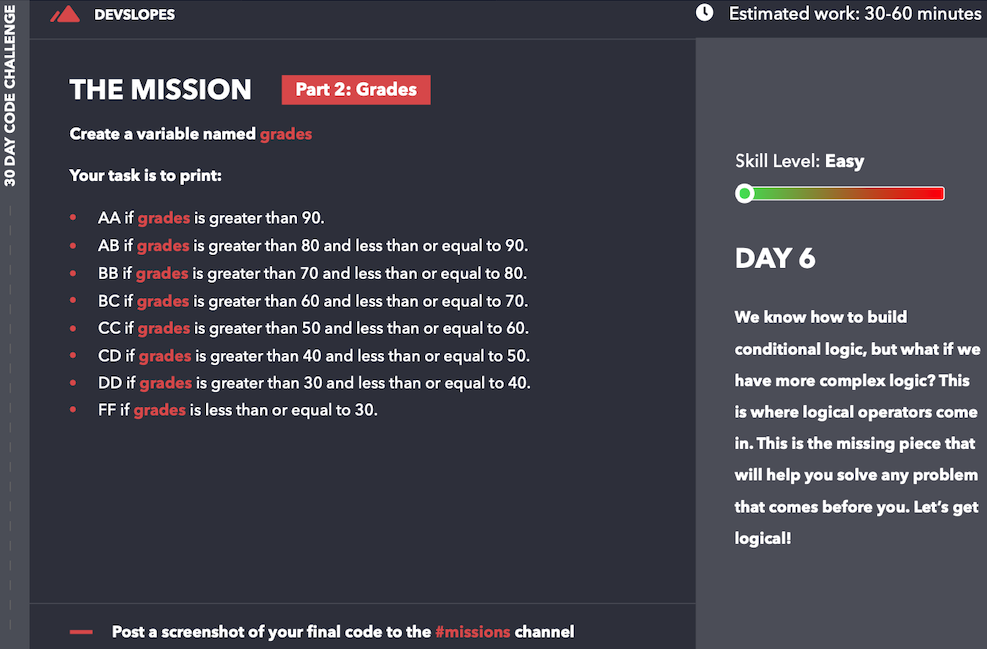 30 DAY CODE CHALLENGE
DEVSLOPES
Estimated work: 30-60 minutes
THE MISSION
Part 2: Grades
Create a variable named grades
Your task is to print:
• AA if grades is greater than 90.
• AB if grades is greater than 80 and less than or equal to 90.
• BB if grades is greater than 70 and less than or equal to 80.
• BC if grades is greater than 60 and less than or equal to 70.
• CC if grades is greater than 50 and less than or equal to 60.
• CD if grades is greater than 40 and less than or equal to 50.
• DD if grades is greater than 30 and less than or equal to 40.
• FF if grades is less than or equal to 30.
Post a screenshot of your final code to the #missions channel
Skill Level: Easy
DAY 6
We know how to build
conditional logic, but what if we
have more complex logic? This
is where logical operators come
in. This is the missing piece that
will help you solve any problem
that comes before you. Let’s get
logical!